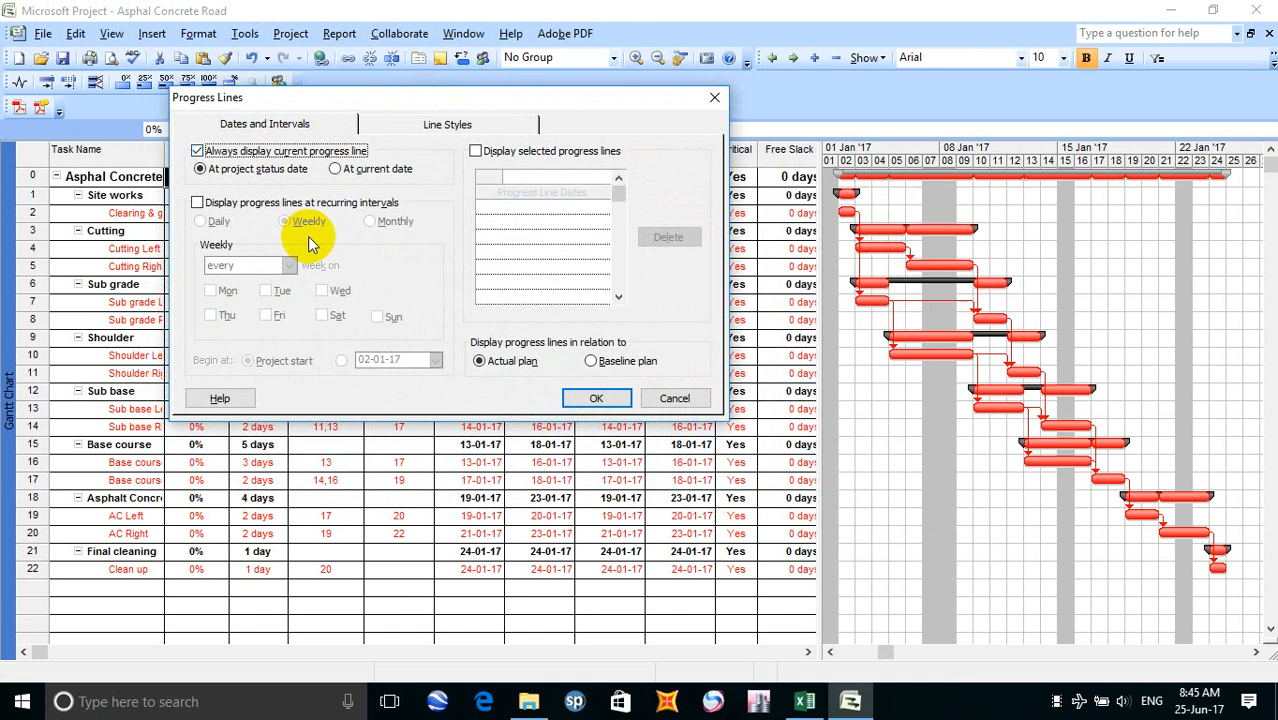 Microsoft Project - Asphal Concrete Road
File Edit View Insert Format Tools Project Report Collaborate Window Help Adobe PDF
Type a question for help
No Group
Show
Arial
10
B I U
0% 25% 50% 75% 100%
0%
Progress Lines
Dates and Intervals
Line Styles
Always display current progress line
At project status date
At current date
Display progress lines at recurring intervals
Daily
Weekly
Monthly
Weekly
every
week on
Mon Tue Wed
Thu Fri Sat Sun
Begin at: Project start 02-01-17
Display selected progress lines
Progress Line Dates
Delete
Display progress lines in relation to
Actual plan
Baseline plan
Help
OK
Cancel
Task Name
ritical
Free Slack
01 Jan '17 08 Jan '17 15 Jan '17 22 Jan '17
01 02 03 04 05 06 07 08 09 10 11 12 13 14 15 16 17 18 19 20 21 22 23 24 25 26
0 Asphal Concrete Yes 0 days
1 Site works Yes 0 days
2 Clearing & g Yes 0 days
3 Cutting Yes 0 days
4 Cutting Left Yes 0 days
5 Cutting Right Yes 0 days
6 Sub grade Yes 0 days
7 Sub grade L Yes 0 days
8 Sub grade F Yes 0 days
9 Shoulder Yes 0 days
10 Shoulder Le Yes 0 days
11 Shoulder Rig Yes 0 days
12 Sub base Yes 0 days
13 Sub base Le Yes 0 days
14 Sub base R 0% 2 days 11,13 17 14-01-17 16-01-17 14-01-17 16-01-17 Yes 0 days
15 Base course 0% 5 days 13-01-17 18-01-17 13-01-17 18-01-17 Yes 0 days
16 Base cours 0% 3 days 13 17 13-01-17 16-01-17 13-01-17 16-01-17 Yes 0 days
17 Base cours 0% 2 days 14,16 19 17-01-17 18-01-17 17-01-17 18-01-17 Yes 0 days
18 Asphalt Concre 0% 4 days 19-01-17 23-01-17 19-01-17 23-01-17 Yes 0 days
19 AC Left 0% 2 days 17 20 19-01-17 20-01-17 19-01-17 20-01-17 Yes 0 days
20 AC Right 0% 2 days 19 22 21-01-17 23-01-17 21-01-17 23-01-17 Yes 0 days
21 Final cleaning 0% 1 day 24-01-17 24-01-17 24-01-17 24-01-17 Yes 0 days
22 Clean up 0% 1 day 20 24-01-17 24-01-17 24-01-17 24-01-17 Yes 0 days
Gantt Chart
Type here to search
sp
ENG
8:45 AM
25-Jun-17